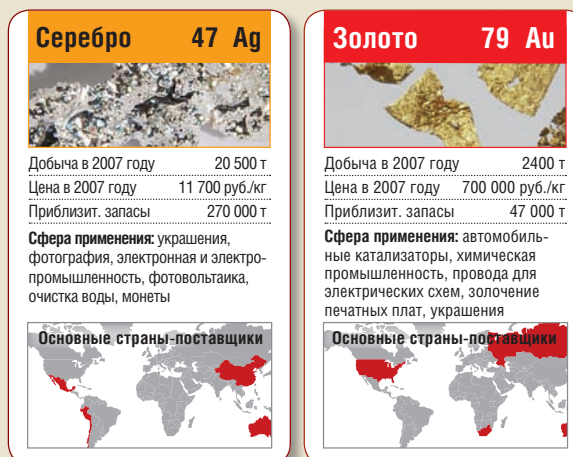 Серебро 47 Ag
Добыча в 2007 году 20 500 т
Цена в 2007 году 11 700 руб./кг
Приблизит. запасы 270 000 т
Сфера применения: украшения,
фотография, электронная и электро-
промышленность, фотовольтаика,
очистка воды, монеты
Основные страны-поставщики
Золото 79 Au
Добыча в 2007 году 2400 т
Цена в 2007 году 700 000 руб./кг
Приблизит. запасы 47 000 т
Сфера применения: автомобиль-
ные катализаторы, химическая
промышленность, провода для
электрических схем, золочение
печатных плат, украшения
Основные страны-поставщики